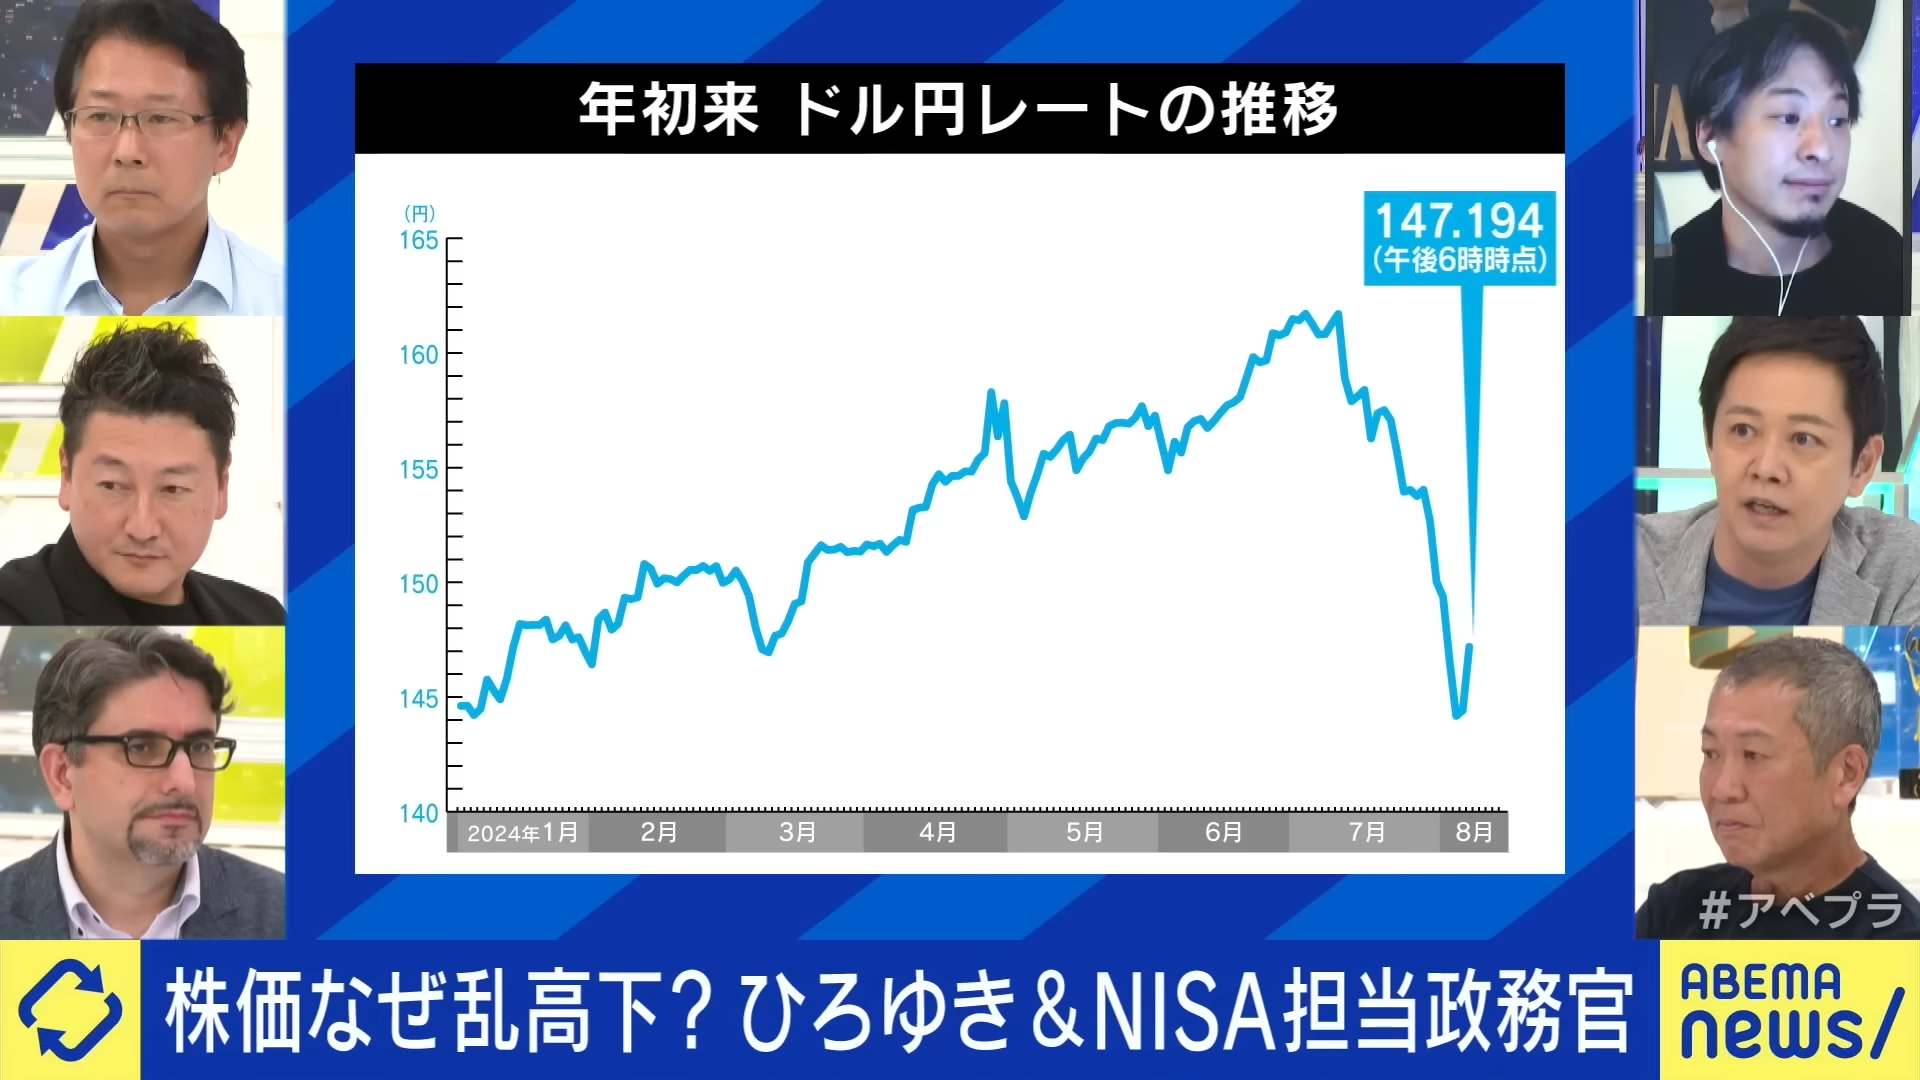 年初来 ドル円レートの推移
(円)
165
160
155
150
145
140
147.194
(午後6時時点)
2024年1月 2月 3月 4月 5月 6月 7月 8月
#アベプラ
株価なぜ乱高下?ひろゆき&NISA担当政務官
ABEMA
news/